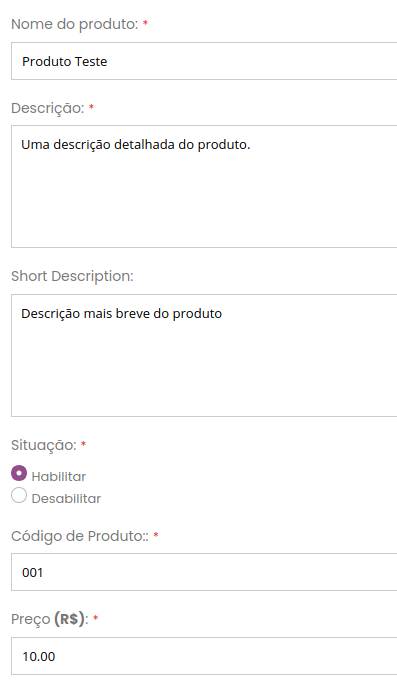 Nome do produto: *
Produto Teste
Descrição: *
Uma descrição detalhada do produto.
Short Description:
Descrição mais breve do produto
Situação: *
Habilitar
Desabilitar
Código de Produto:: *
001
Preço (R$): *
10.00